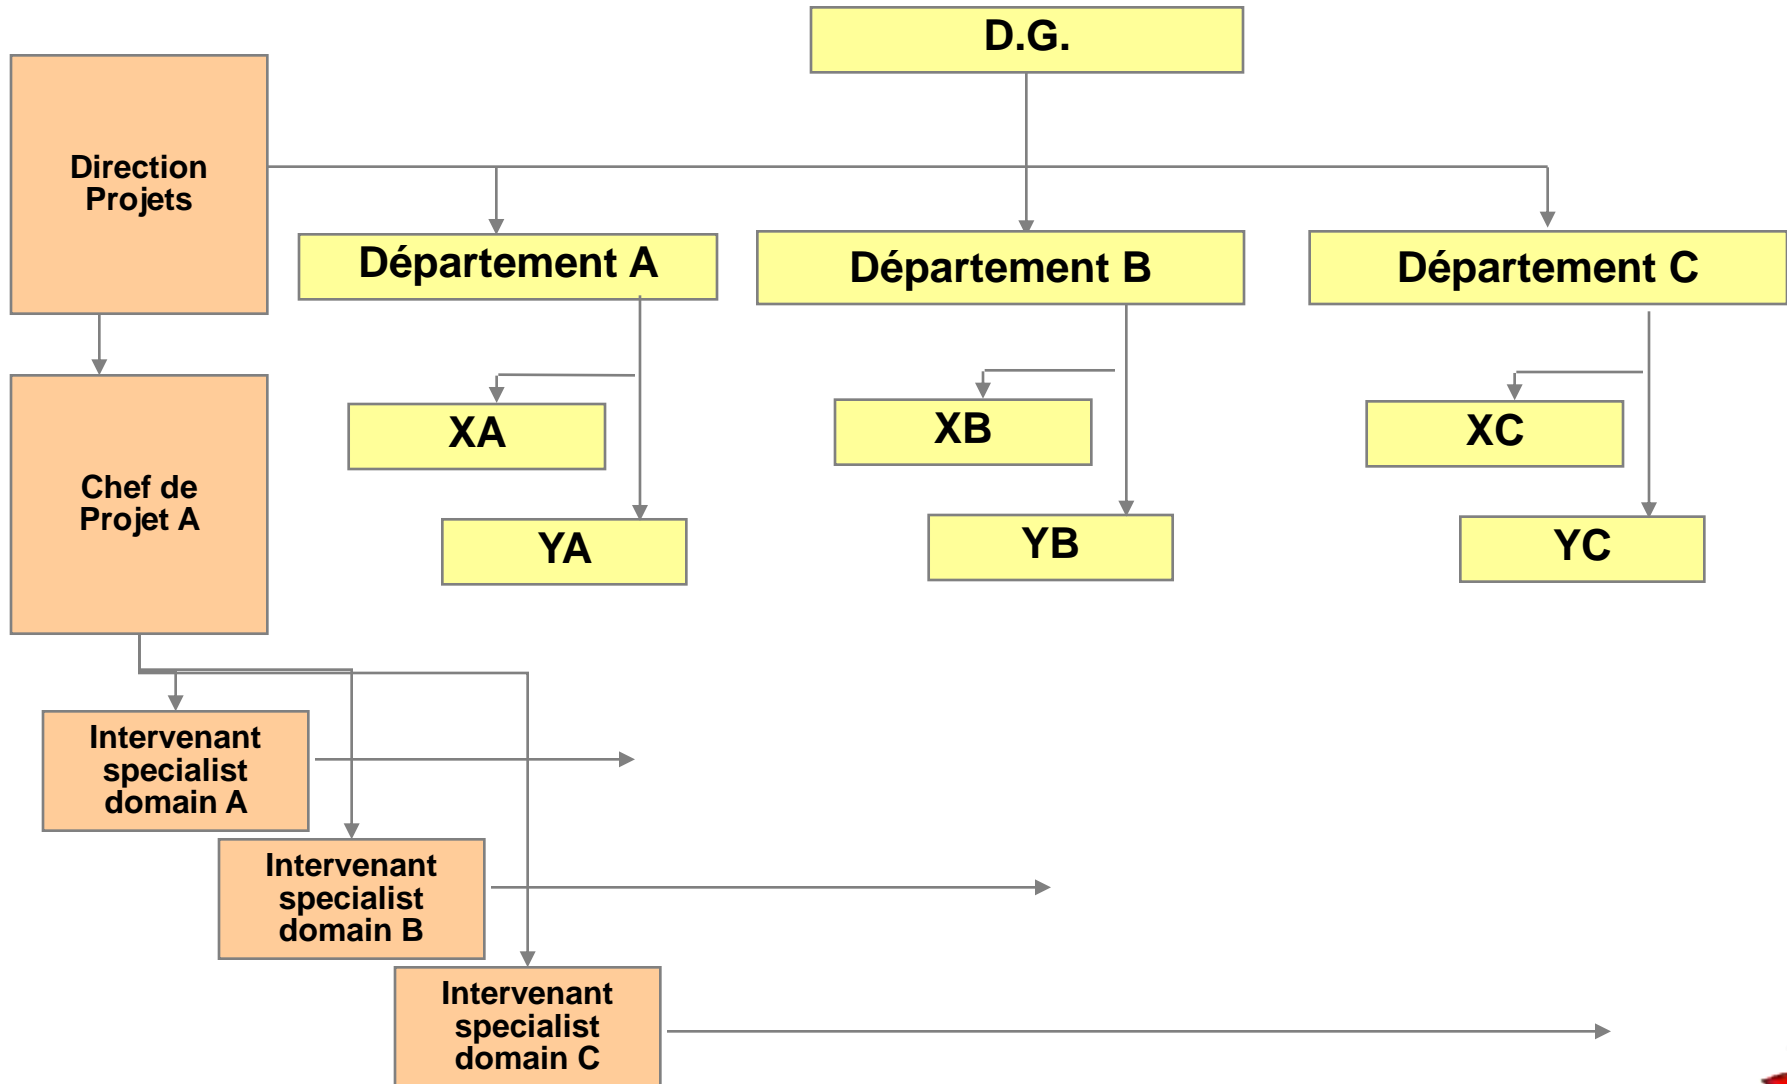 D.G.
Direction
Projets
Département A
Département B
Département C
XA
XB
XC
YA
YB
YC
Chef de
Projet A
Intervenant
specialist
domain A
Intervenant
specialist
domain B
Intervenant
specialist
domain C